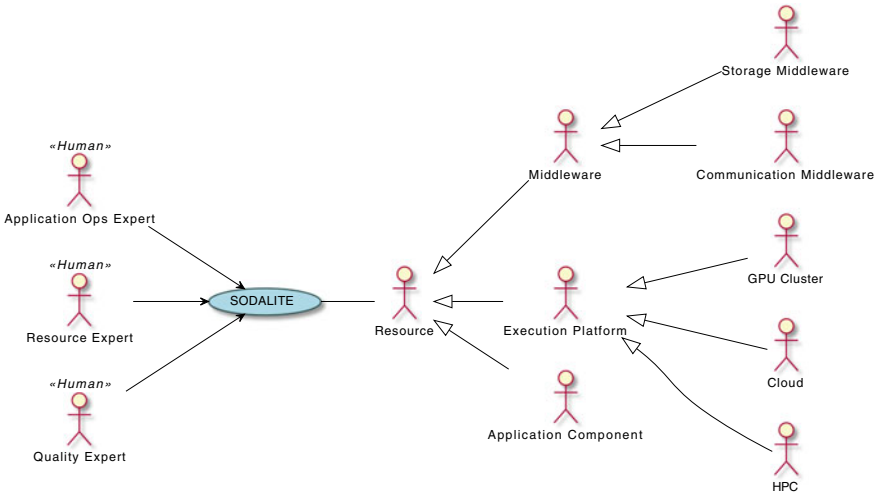 Storage Middleware
«Human»
Application Ops Expert
Middleware
Communication Middleware
«Human»
Resource Expert
SODALITE
Resource
Execution Platform
GPU Cluster
Cloud
«Human»
Quality Expert
Application Component
HPC